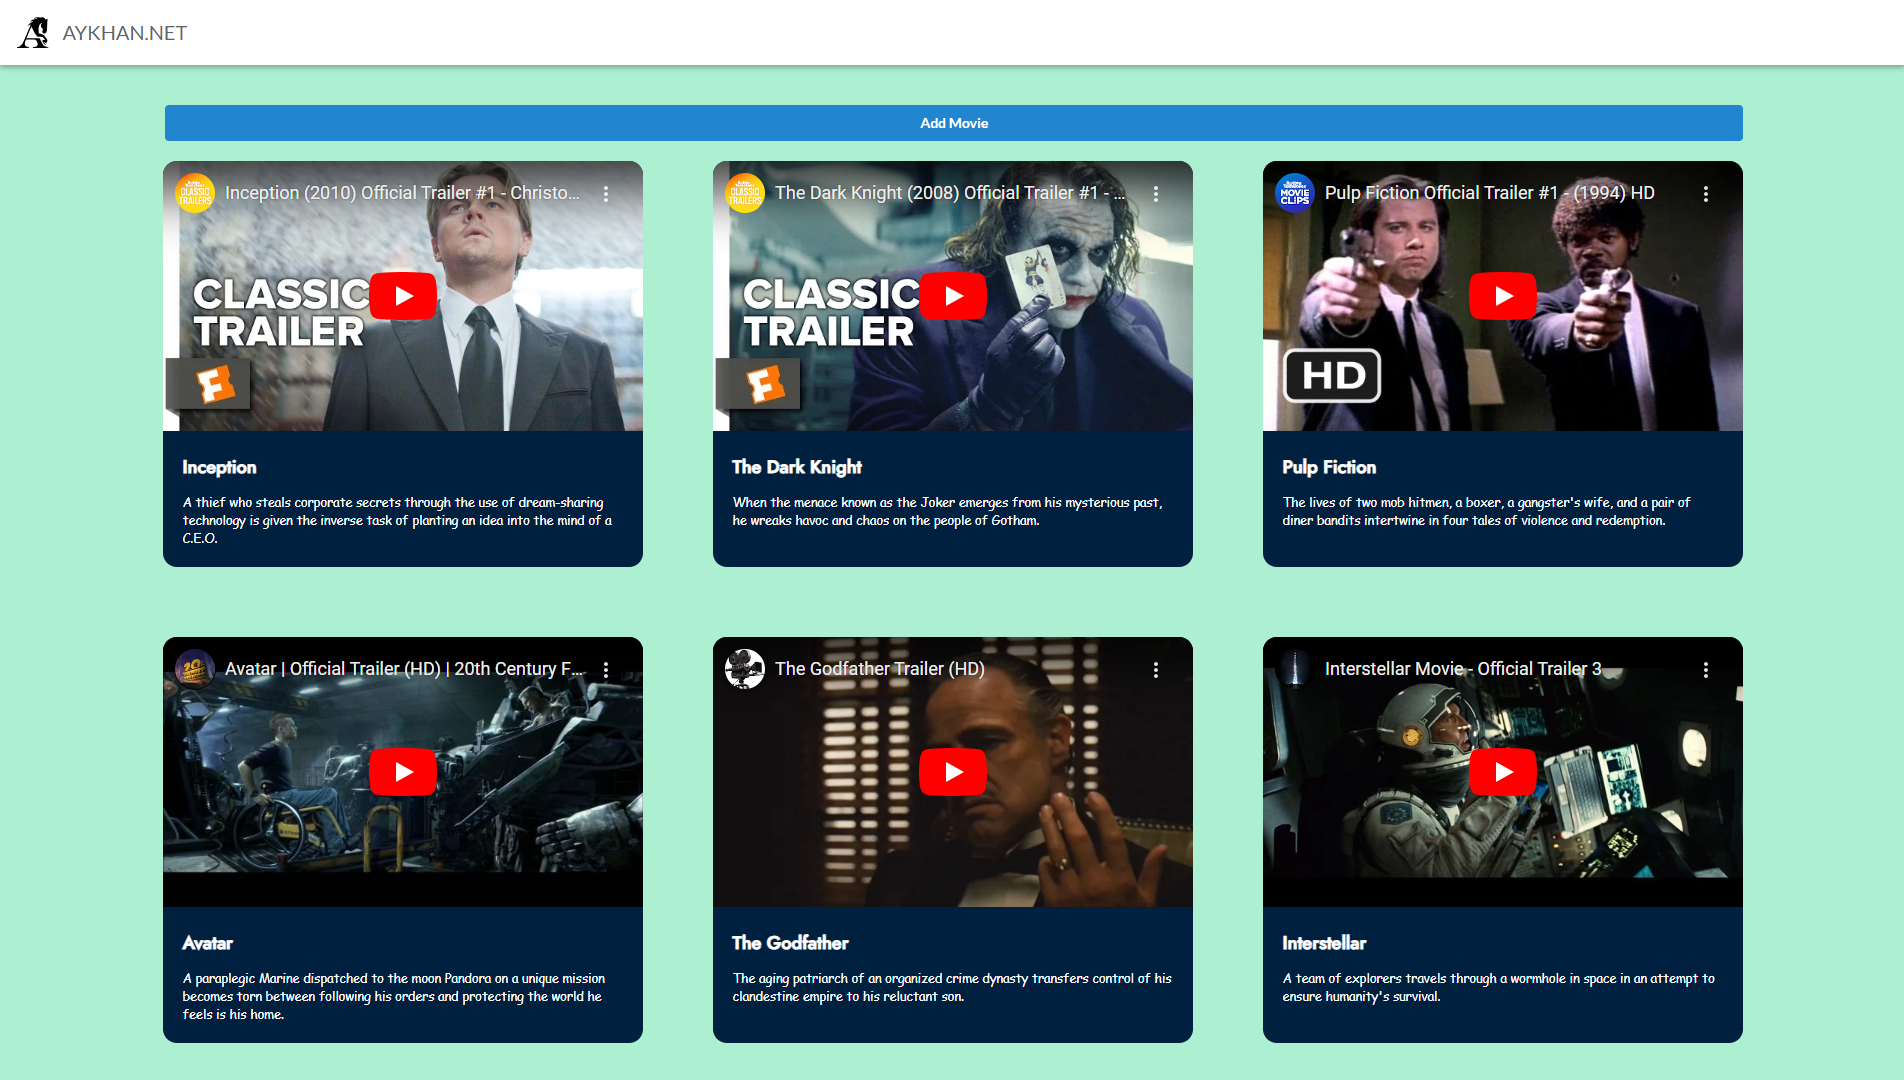 AYKHAN.NET
Add Movie
Inception (2010) Official Trailer #1 - Christo...
CLASSIC
TRAILER
Inception
A thief who steals corporate secrets through the use of dream-sharing
technology is given the inverse task of planting an idea into the mind of a
C.E.O.
The Dark Knight (2008) Official Trailer #1 - ...
CLASSIC
TRAILER
The Dark Knight
When the menace known as the Joker emerges from his mysterious past,
he wreaks havoc and chaos on the people of Gotham.
MOVIE
CLIPS
Pulp Fiction Official Trailer #1 - (1994) HD
HD
Pulp Fiction
The lives of two mob hitmen, a boxer, a gangster's wife, and a pair of
diner bandits intertwine in four tales of violence and redemption.
Avatar | Official Trailer (HD) | 20th Century F...
Avatar
A paraplegic Marine dispatched to the moon Pandora on a unique mission
becomes torn between following his orders and protecting the world he
feels is his home.
The Godfather Trailer (HD)
The Godfather
The aging patriarch of an organized crime dynasty transfers control of his
clandestine empire to his reluctant son.
Interstellar Movie - Official Trailer 3
Interstellar
A team of explorers travels through a wormhole in space in an attempt to
ensure humanity's survival.